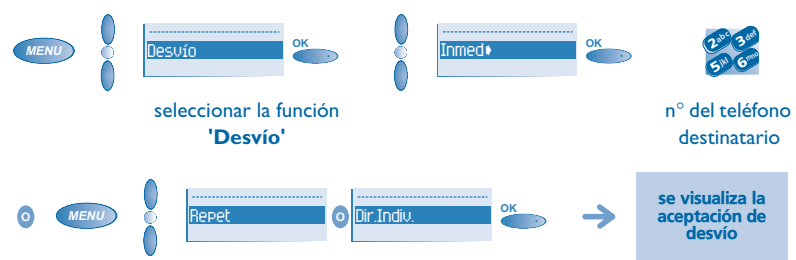 MENU
Desvío
OK
Inmed
OK
2abc 3def
5jkl 6mno
seleccionar la función
'Desvío'
n° del teléfono
destinatario
O
MENU
Repet
O
Dir.Indiv.
OK
se visualiza la
aceptación de
desvío